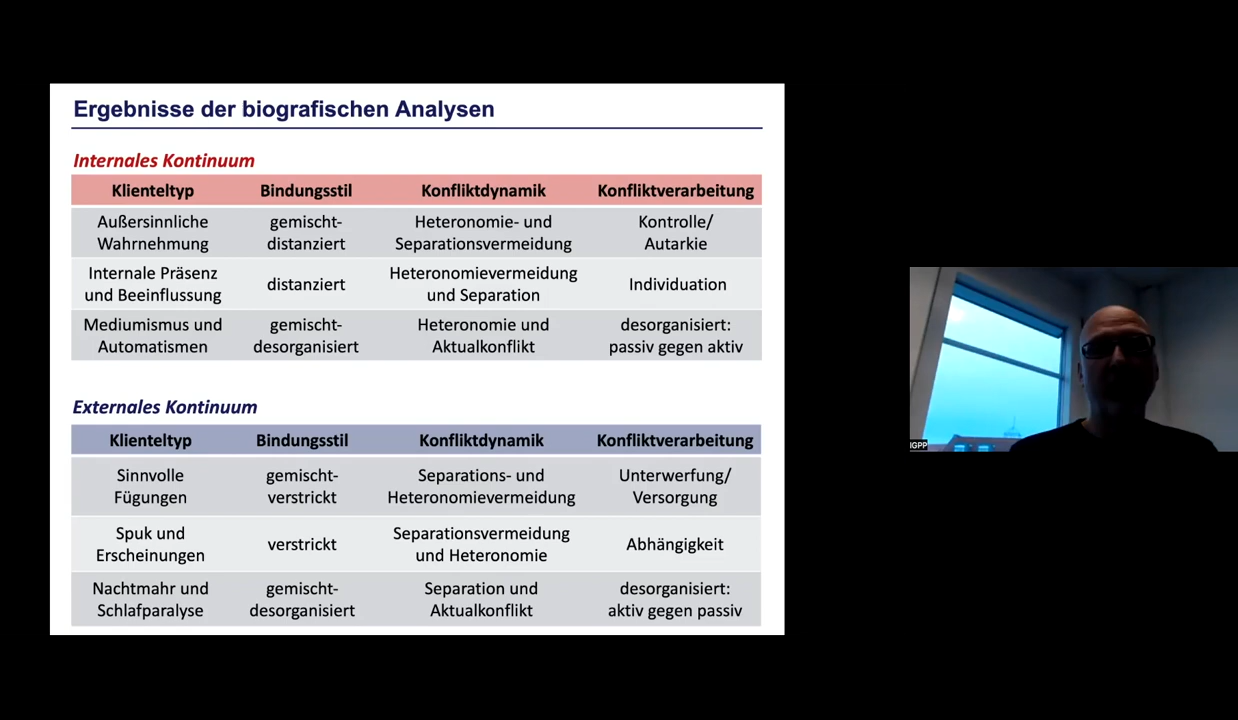 Ergebnisse der biografischen Analysen
Internales Kontinuum
Klienteltyp Bindungsstil Konfliktdynamik Konfliktverarbeitung
Außersinnliche gemischt- Heteronomie- und Kontrolle/
Wahrnehmung distanziert Separationsvermeidung Autarkie
Internale Präsenz distanziert Heteronomievermeidung Individuation
und Beeinflussung und Separation
Mediumismus und gemischt- Heteronomie und desorganisiert:
Automatismen desorganisiert Aktualkonflikt passiv gegen aktiv
Externales Kontinuum
Klienteltyp Bindungsstil Konfliktdynamik Konfliktverarbeitung
Sinnvolle gemischt- Separations- und Unterwerfung/
Fügungen verstrickt Heteronomievermeidung Versorgung
Spuk und verstrickt Separationsvermeidung Abhängigkeit
Erscheinungen und Heteronomie
Nachtmahr und gemischt- Separation und desorganisiert:
Schlafparalyse desorganisiert Aktualkonflikt aktiv gegen passiv
IGPP